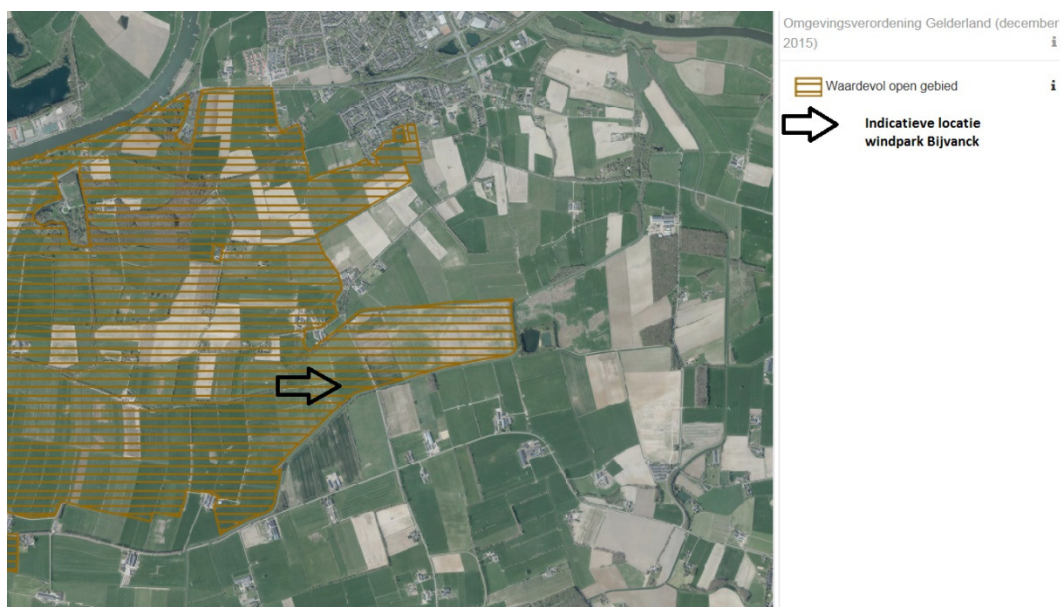 Omgevingsverordening Gelderland (december
2015)
i
Waardevol open gebied
i
Indicatieve locatie
windpark Bijvanck